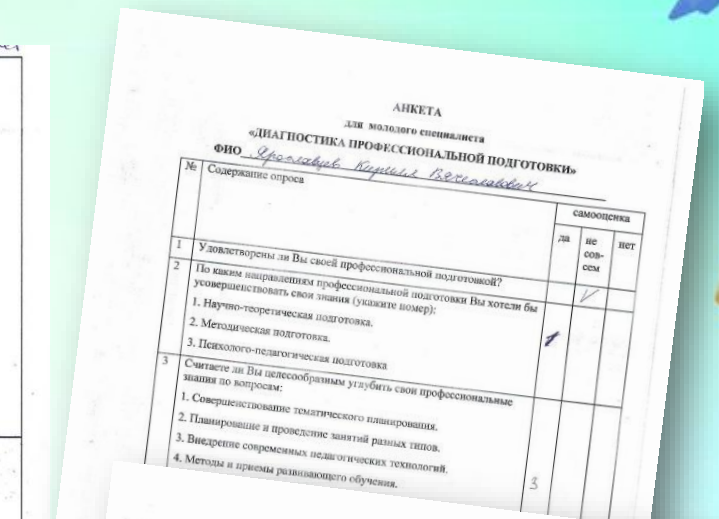 АНКЕТА
для молодого специалиста
«ДИАГНОСТИКА ПРОФЕССИОНАЛЬНОЙ ПОДГОТОВКИ»
ФИО Ярославцев Кирилл Вячеславович
№ Содержание опроса самооценка
да не сов-сем нет
1 Удовлетворены ли Вы своей профессиональной подготовкой? V
2 По каким направлениям профессиональной подготовки Вы хотели бы
усовершенствовать свои знания (укажите номер):
1. Научно-теоретическая подготовка.
2. Методическая подготовка. 1
3. Психолого-педагогическая подготовка
3 Считаете ли Вы целесообразным углубить свои профессиональные
знания по вопросам:
1. Совершенствование тематического планирования.
2. Планирование и проведение занятий разных типов.
3. Внедрение современных педагогических технологий.
4. Методы и приемы развивающего обучения. 3